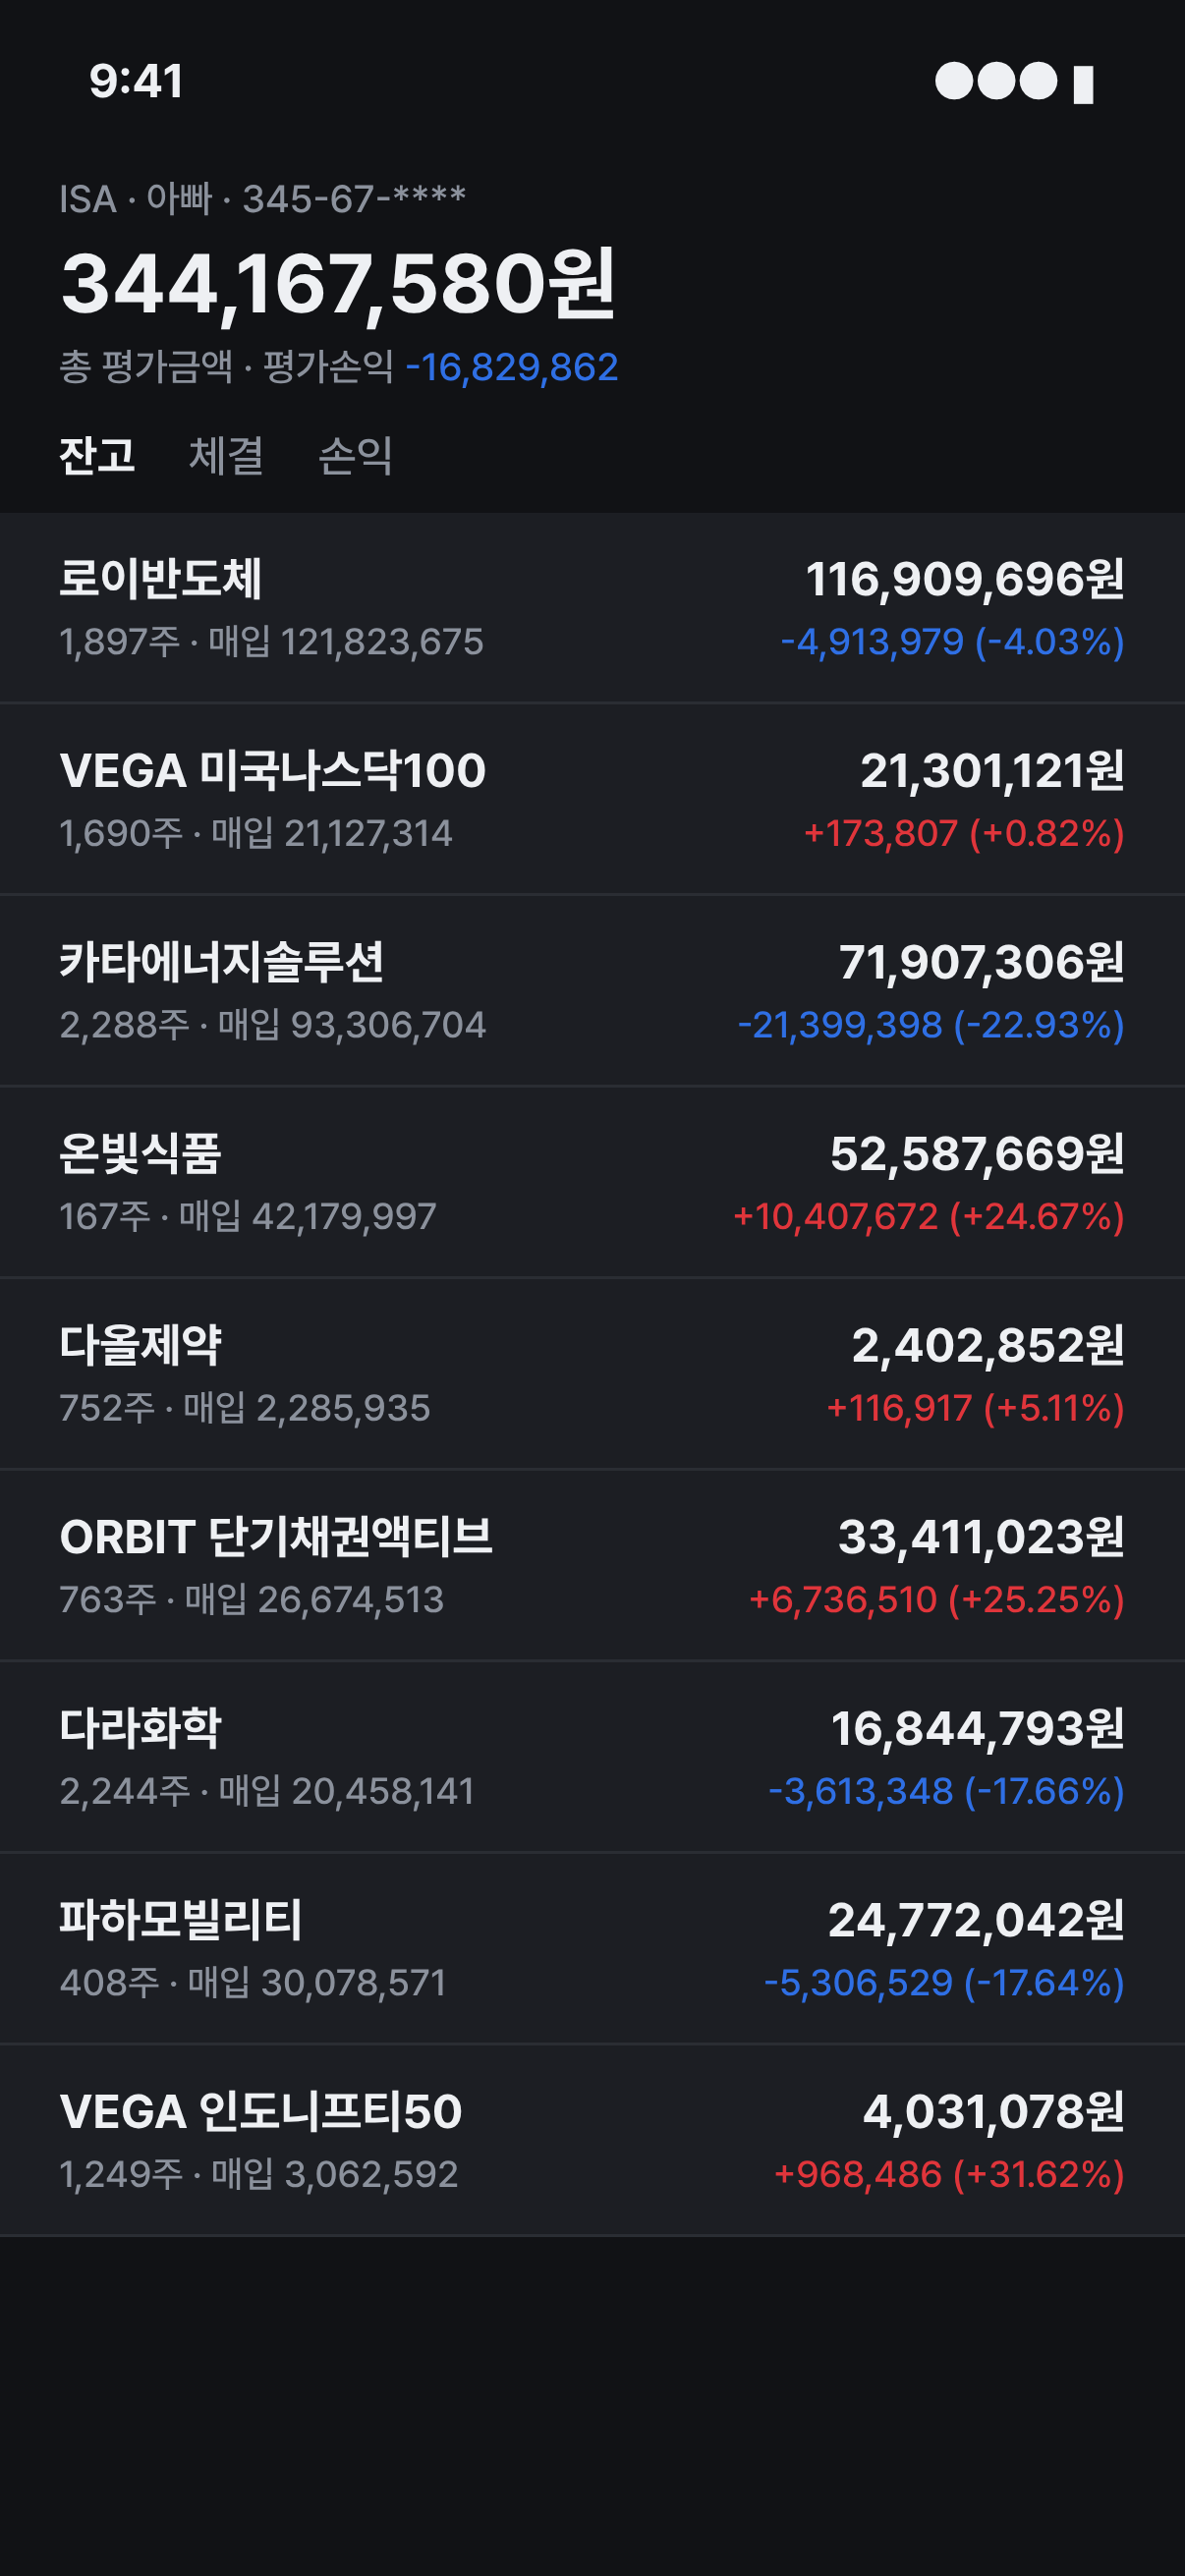 9:41
ISA · 아빠 · 345-67-****
344,167,580원
총 평가금액 · 평가손익 -16,829,862
잔고 체결 손익
로이반도체 116,909,696원
1,897주 · 매입 121,823,675 -4,913,979 (-4.03%)
VEGA 미국나스닥100 21,301,121원
1,690주 · 매입 21,127,314 +173,807 (+0.82%)
카타에너지솔루션 71,907,306원
2,288주 · 매입 93,306,704 -21,399,398 (-22.93%)
온빛식품 52,587,669원
167주 · 매입 42,179,997 +10,407,672 (+24.67%)
다올제약 2,402,852원
752주 · 매입 2,285,935 +116,917 (+5.11%)
ORBIT 단기채권액티브 33,411,023원
763주 · 매입 26,674,513 +6,736,510 (+25.25%)
다라화학 16,844,793원
2,244주 · 매입 20,458,141 -3,613,348 (-17.66%)
파하모빌리티 24,772,042원
408주 · 매입 30,078,571 -5,306,529 (-17.64%)
VEGA 인도니프티50 4,031,078원
1,249주 · 매입 3,062,592 +968,486 (+31.62%)